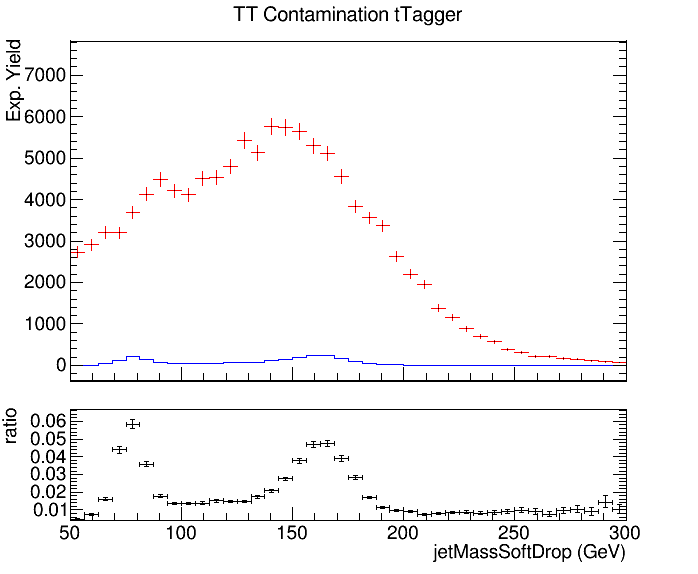 TT Contamination tTagger
Exp. Yield
7000
6000
5000
4000
3000
2000
1000
0
ratio
0.06
0.05
0.04
0.03
0.02
0.01
50 100 150 200 250 300
jetMassSoftDrop (GeV)